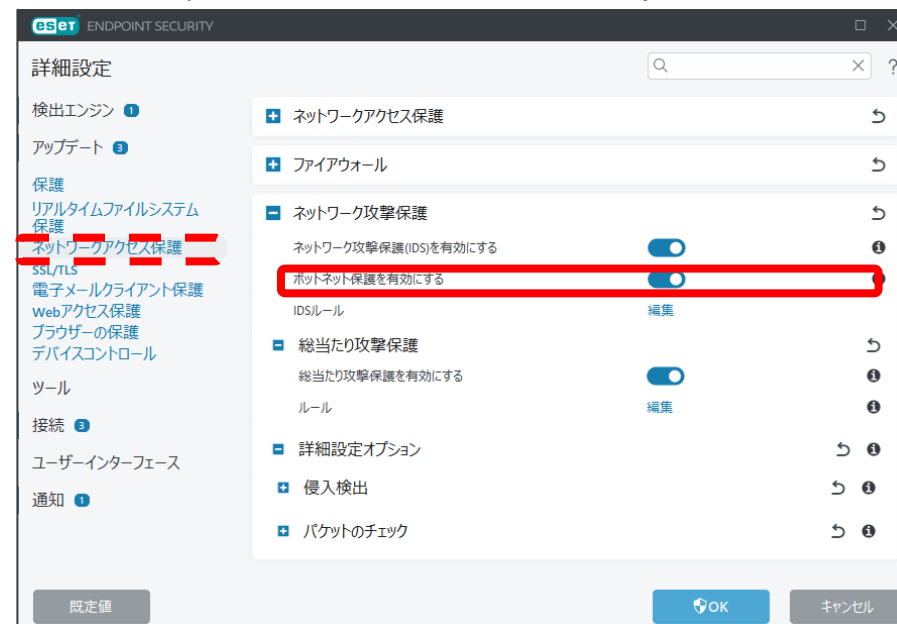 eset ENDPOINT SECURITY
詳細設定
?
検出エンジン 1
アップデート 3
保護
リアルタイムファイルシステム
保護
ネットワークアクセス保護
SSL/TLS
電子メールクライアント保護
Webアクセス保護
ブラウザーの保護
デバイスコントロール
ツール
接続 3
ユーザーインターフェース
通知 1
ネットワークアクセス保護
ファイアウォール
ネットワーク攻撃保護
ネットワーク攻撃保護(IDS)を有効にする
ボットネット保護を有効にする
IDSルール 編集
総当たり攻撃保護
総当たり攻撃保護を有効にする
ルール 編集
詳細設定オプション
侵入検出
パケットのチェック
既定値
OK
キャンセル